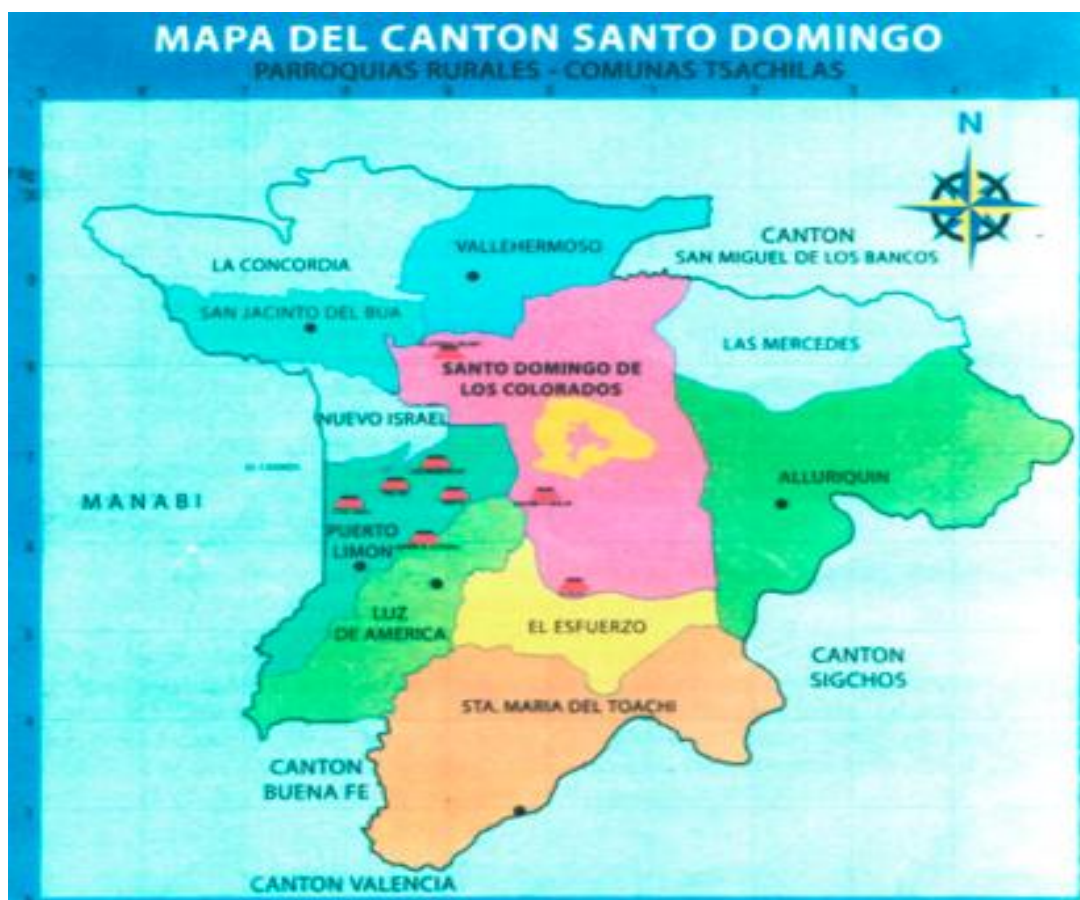 MAPA DEL CANTON SANTO DOMINGO
PARROQUIAS RURALES - COMUNAS TSACHILAS
N
VALLEHERMOSO
CANTON
SAN MIGUEL DE LOS BANCOS
LA CONCORDIA
SAN JACINTO DEL BUA
LAS MERCEDES
SANTO DOMINGO DE
LOS COLORADOS
NUEVO ISRAEL
EL CARMEN
MANABI
ALLURIQUIN
PUERTO
LIMON
LUZ
DE AMERICA
EL ESFUERZO
CANTON
SIGCHOS
STA. MARIA DEL TOACHI
CANTON
BUENA FE
CANTON VALENCIA